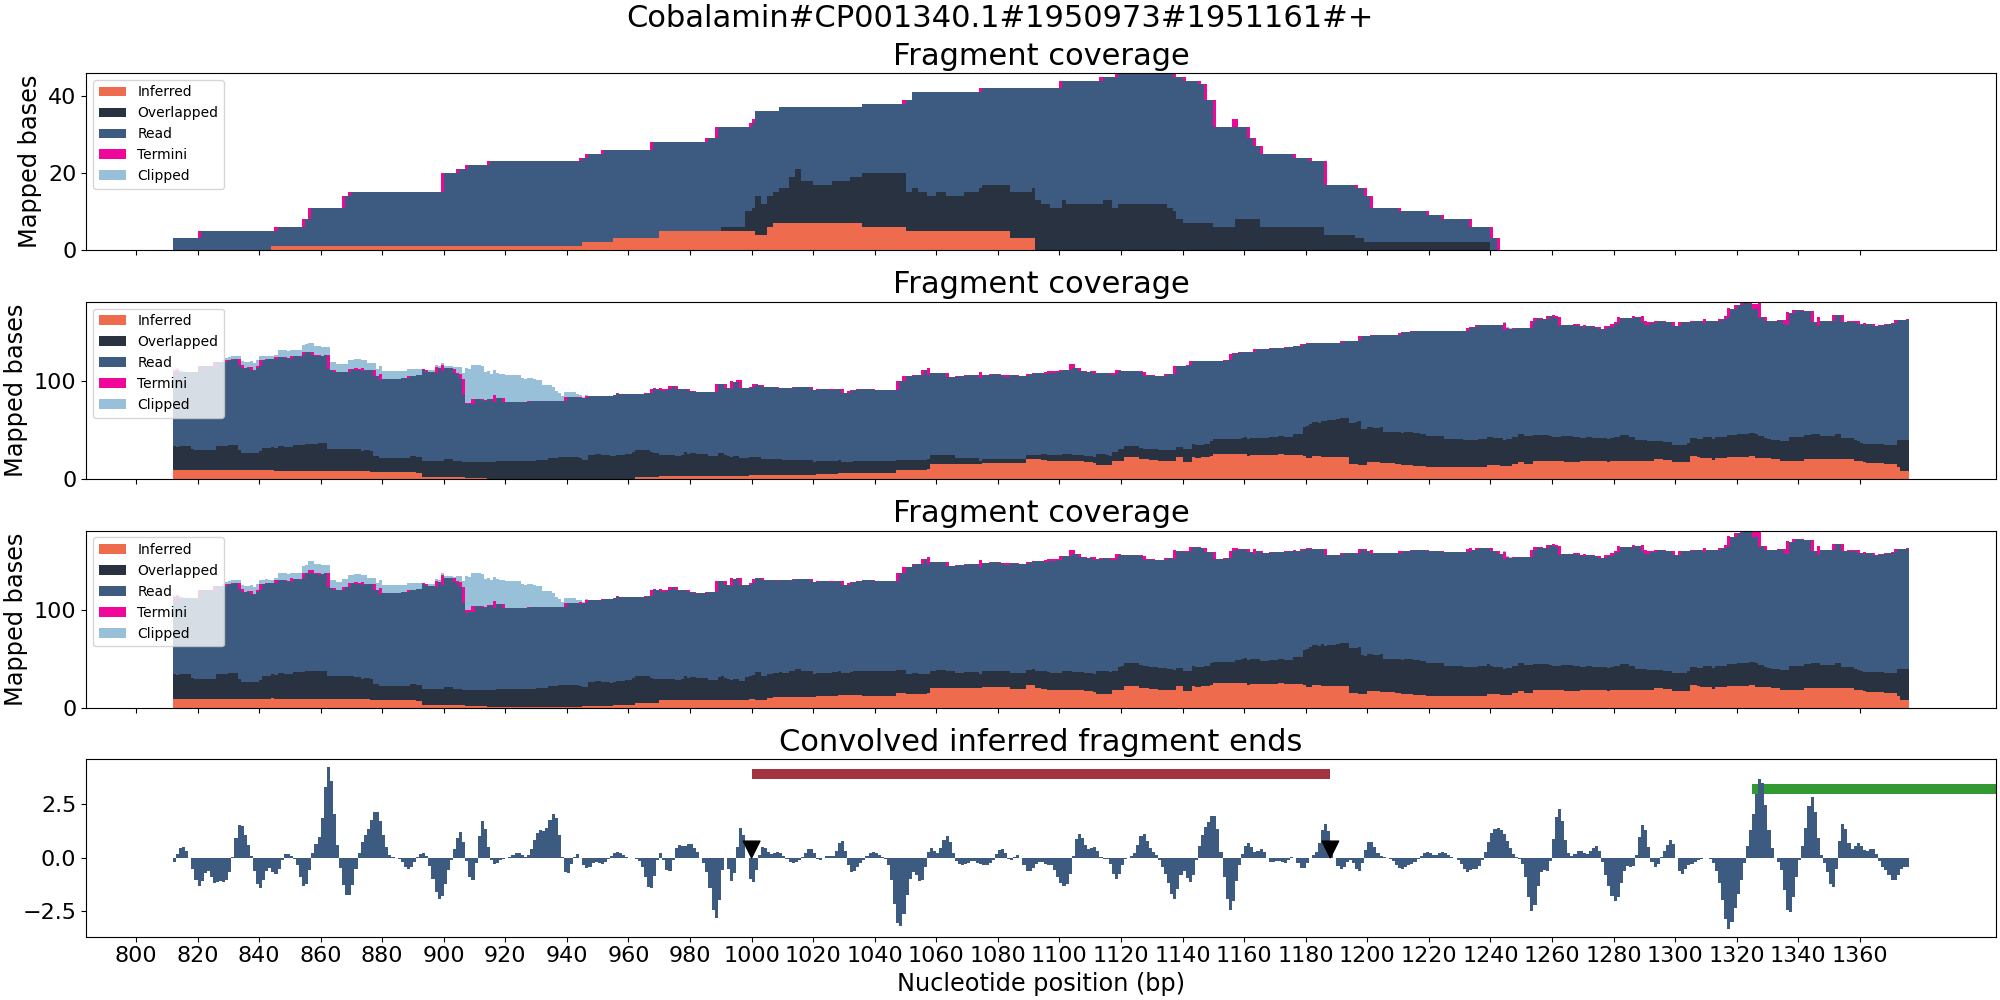 Cobalamin#CP001340.1#1950973#1951161#+
Fragment coverage
Mapped bases
40
20
0
Inferred
Overlapped
Read
Termini
Clipped
Fragment coverage
Mapped bases
100
0
Inferred
Overlapped
Read
Termini
Clipped
Fragment coverage
Mapped bases
100
0
Inferred
Overlapped
Read
Termini
Clipped
Convolved inferred fragment ends
2.5
0.0
−2.5
800 820 840 860 880 900 920 940 960 980 1000 1020 1040 1060 1080 1100 1120 1140 1160 1180 1200 1220 1240 1260 1280 1300 1320 1340 1360
Nucleotide position (bp)